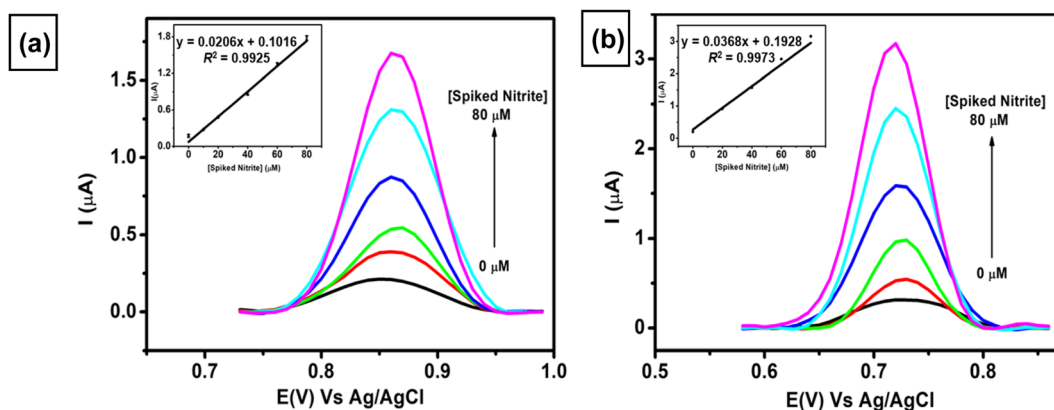 (a)
y = 0.0206x + 0.1016
R² = 0.9925
I(μA)
1.8
1.2
0.6
0.0
0 20 40 60 80
[Spiked Nitrite] (μM)
[Spiked Nitrite]
80 μM
0 μM
I (μA)
1.5
1.0
0.5
0.0
0.7 0.8 0.9 1.0
E(V) Vs Ag/AgCl
(b)
y = 0.0368x + 0.1928
R² = 0.9973
I (μA)
3
2
1
0
0 20 40 60 80
[Spiked Nitrite] (μM)
[Spiked Nitrite]
80 μM
0 μM
I (μA)
3
2
1
0
0.5 0.6 0.7 0.8
E(V) Vs Ag/AgCl